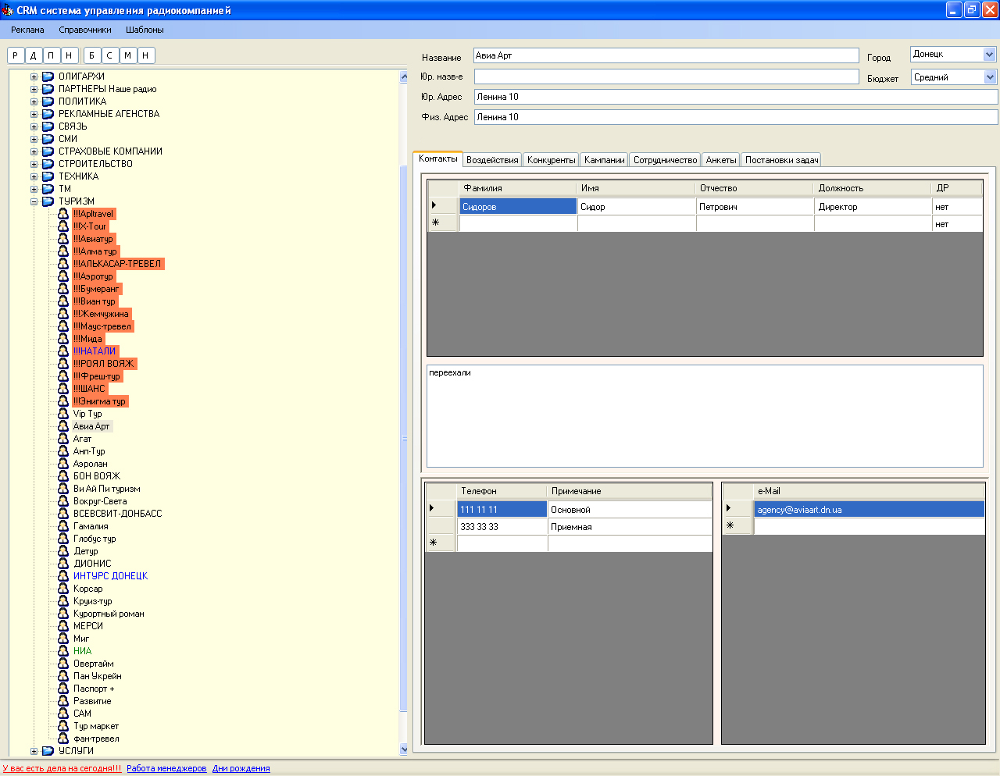 CRM система управления радиокомпанией
Реклама Справочники Шаблоны
Р Д П Н Б С М Н
ОЛИГАРХИ
ПАРТНЕРЫ Наше радио
ПОЛИТИКА
РЕКЛАМНЫЕ АГЕНСТВА
СВЯЗЬ
СМИ
СТРАХОВЫЕ КОМПАНИИ
СТРОИТЕЛЬСТВО
ТЕХНИКА
ТМ
ТУРИЗМ
!!!Apltravel
!!!X-Tour
!!!Авиатур
!!!Алма тур
!!!АЛЬКАСАР-ТРЕВЕЛ
!!!Аэротур
!!!Бумеранг
!!!Виан тур
!!!Жемчужина
!!!Маус-тревел
!!!Мида
!!!НАТАЛИ
!!!РОЯЛ ВОЯЖ
!!!Фреш-тур
!!!ШАНС
!!!Энигма тур
Vip Тур
Авиа Арт
Агат
Анп-Тур
Аэролан
БОН ВОЯЖ
Ви Ай Пи туризм
Вокруг-Света
ВСЕВСВИТ-ДОНБАСС
Гамалия
Глобус тур
Детур
ДИОНИС
ИНТУРС ДОНЕЦК
Корсар
Круиз-тур
Курортный роман
МЕРСИ
Миг
НИА
Овертайм
Пан Укрейн
Паспорт +
Развитие
САМ
Тур маркет
фан-тревел
УСЛУГИ
Название Авиа Арт Город Донецк
Юр. назв-е Бюджет Средний
Юр. Адрес Ленина 10
Физ. Адрес Ленина 10
Контакты Воздействия Конкуренты Кампании Сотрудничество Анкеты Постановки задач
Фамилия Имя Отчество Должность ДР
Сидоров Сидор Петрович Директор нет
нет
переехали
Телефон Примечание
111 11 11 Основной
333 33 33 Приемная
e-Mail
agency@aviaart.dn.ua
У вас есть дела на сегодня!!! Работа менеджеров Дни рождения